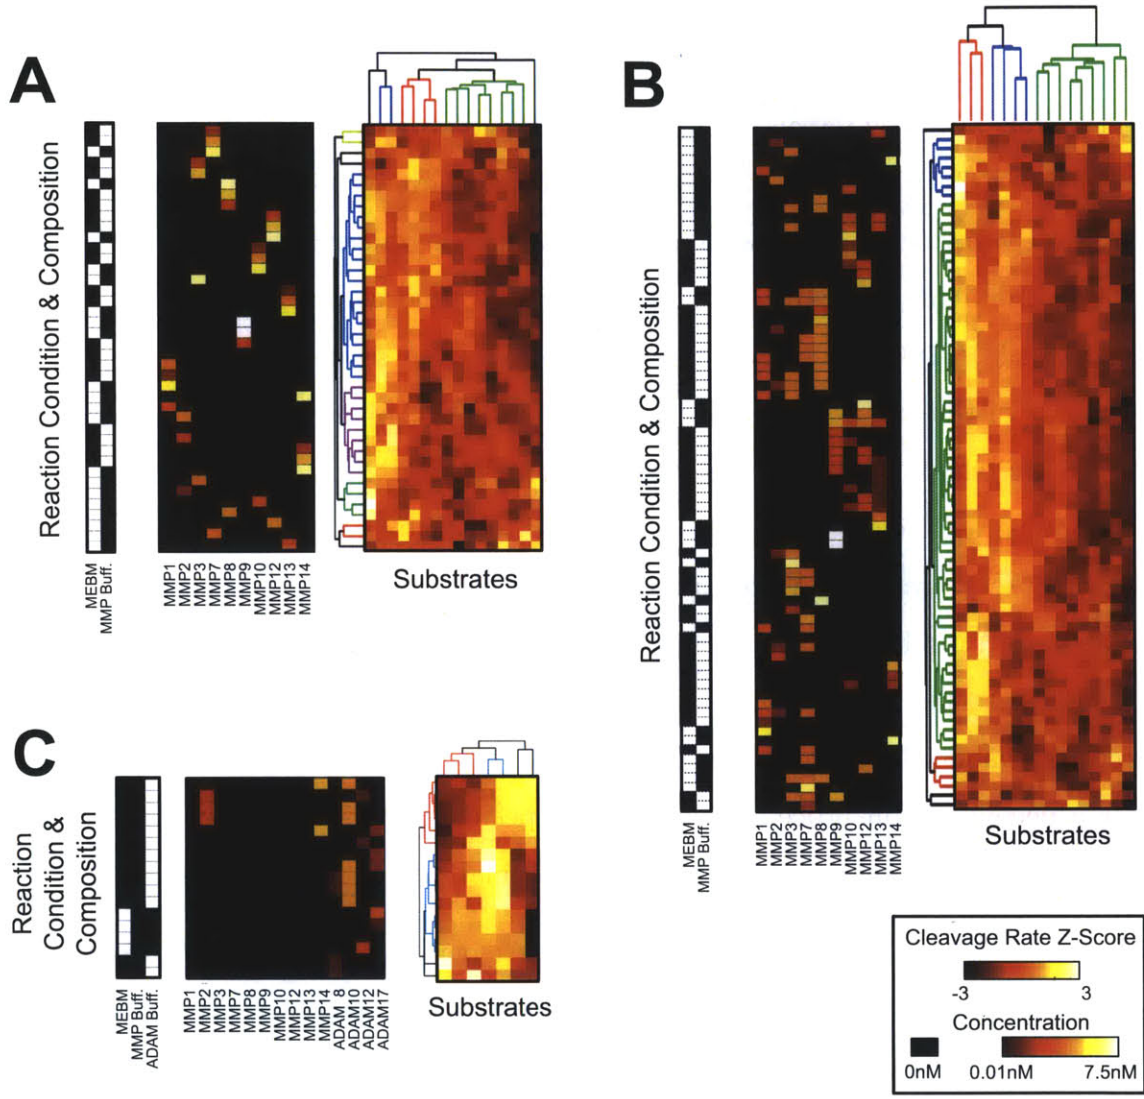 A
Reaction Condition & Composition
MEBM
MMP Buff.
MMP1
MMP2
MMP3
MMP7
MMP8
MMP9
MMP10
MMP12
MMP13
MMP14
Substrates
B
Reaction Condition & Composition
MEBM
MMP Buff.
MMP1
MMP2
MMP3
MMP7
MMP8
MMP9
MMP10
MMP12
MMP13
MMP14
Substrates
C
Reaction
Condition &
Composition
MEBM
MMP Buff.
ADAM Buff.
MMP1
MMP2
MMP3
MMP7
MMP8
MMP9
MMP10
MMP12
MMP13
MMP14
ADAM 8
ADAM10
ADAM12
ADAM17
Substrates
Cleavage Rate Z-Score
-3 3
Concentration
0nM 0.01nM 7.5nM